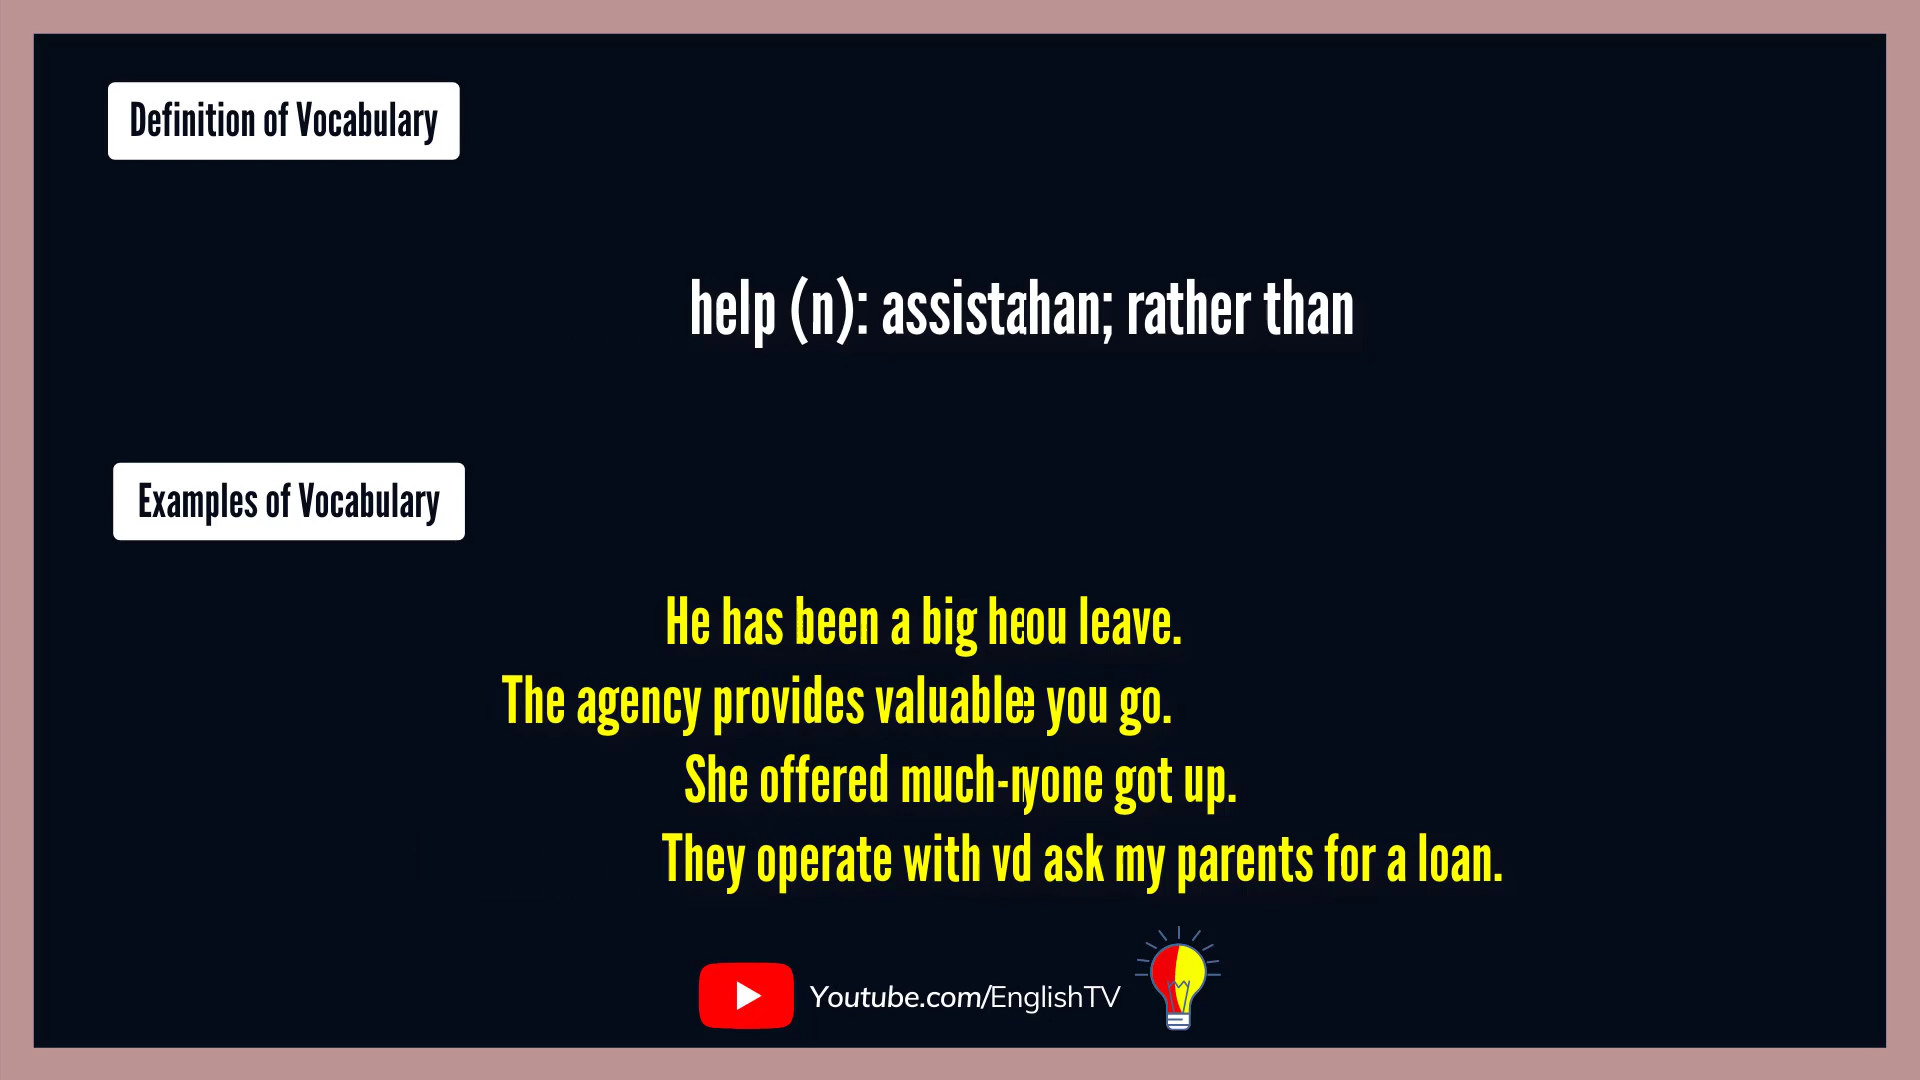 Definition of Vocabulary
help (n): assistahan; rather than
Examples of Vocabulary
He has been a big heou leave.
The agency provides valuable you go.
She offered much-nyone got up.
They operate with vd ask my parents for a loan.
Youtube.com/EnglishTV